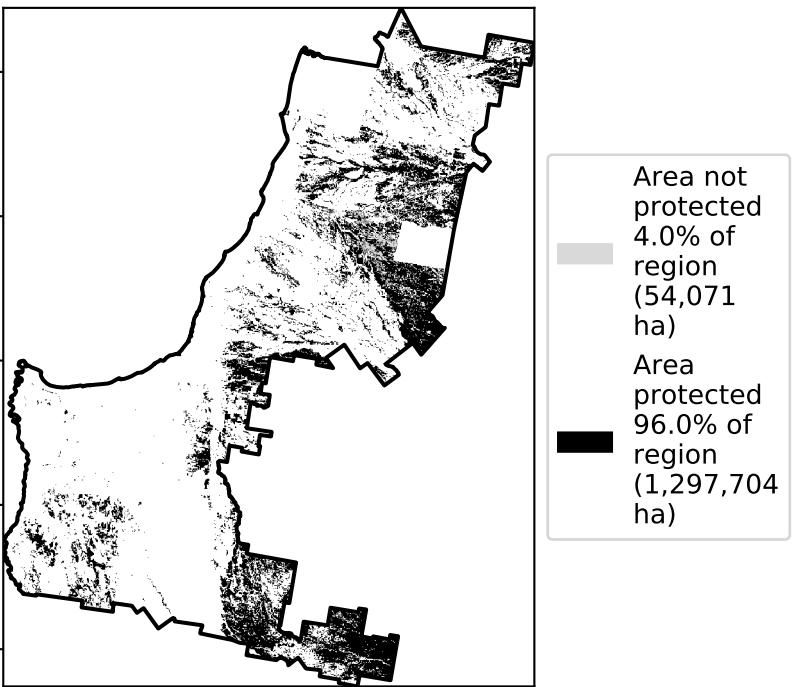 Area not
protected
4.0% of
region
(54,071
ha)
Area
protected
96.0% of
region
(1,297,704
ha)